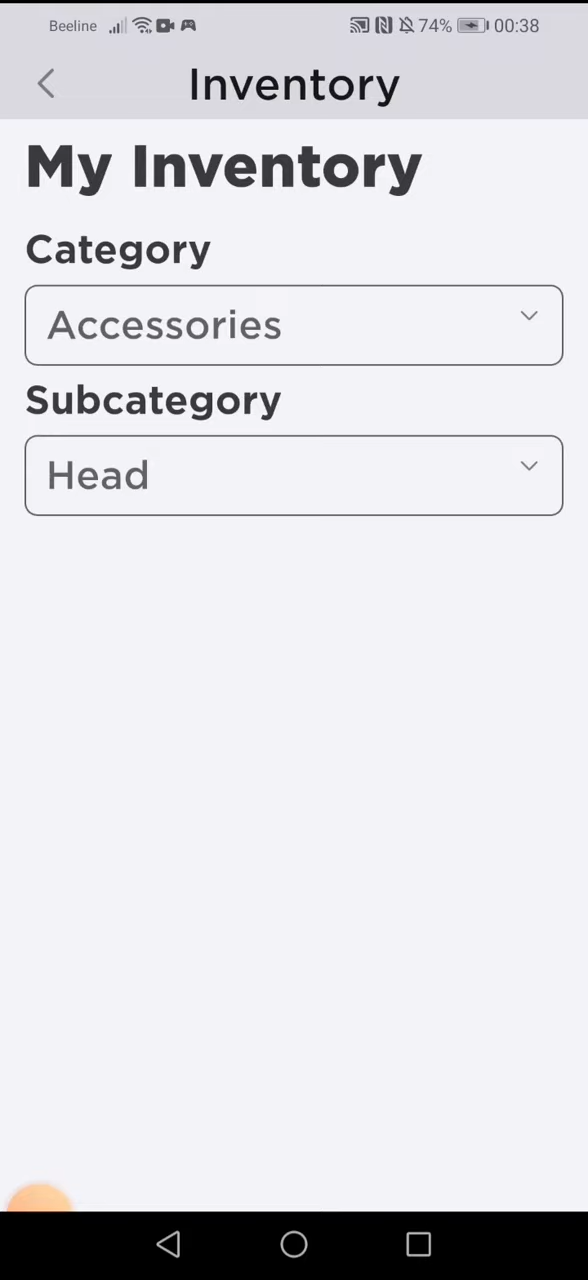 Beeline 74% 00:38
Inventory
My Inventory
Category
Accessories
Subcategory
Head